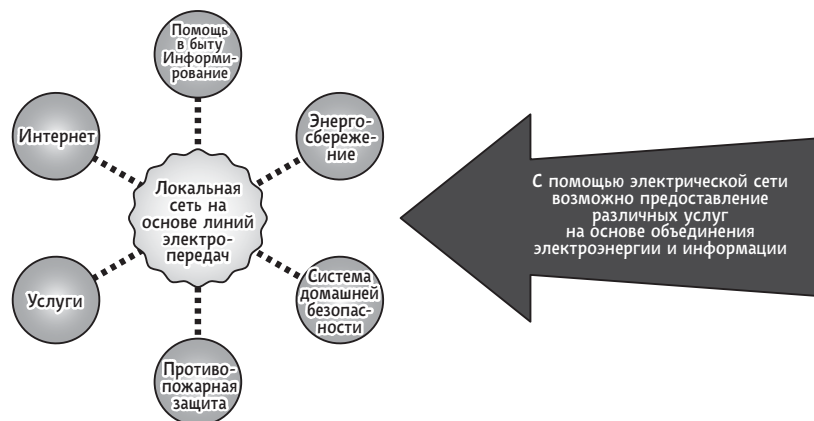 Помощь
в быту
Информи-
рование
Интернет
Энерго-
сбереже-
ние
Локальная
сеть на
основе линий
электро-
передач
Услуги
Система
домашней
безопас-
ности
Противо-
пожарная
защита
С помощью электрической сети
возможно предоставление
различных услуг
на основе объединения
электроэнергии и информации